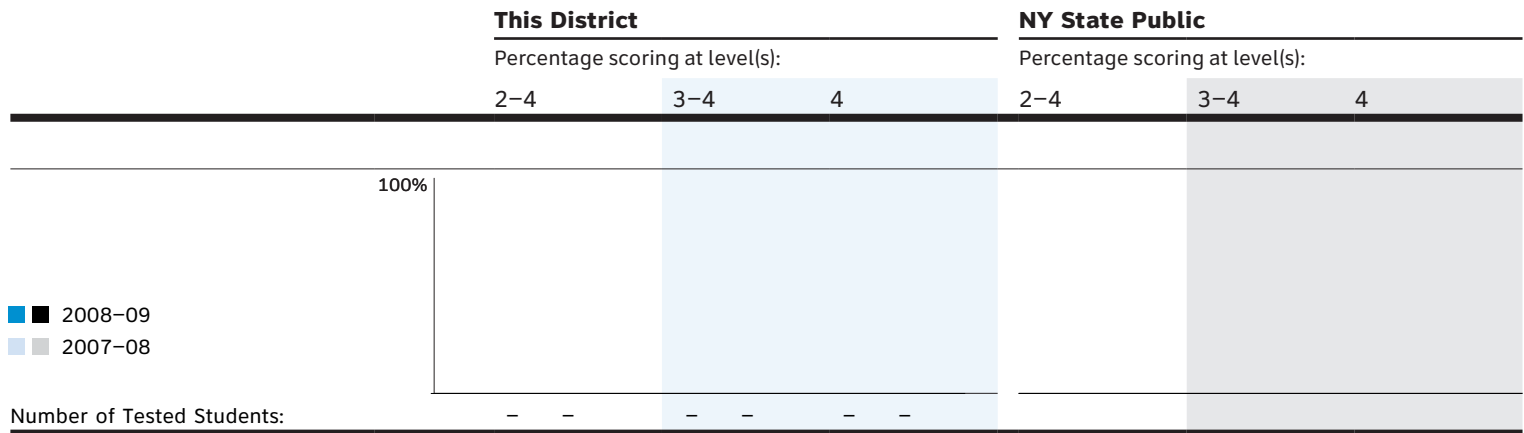 This District NY State Public
Percentage scoring at level(s): Percentage scoring at level(s):
2–4 3–4 4 2–4 3–4 4
100%
2008–09
2007–08
Number of Tested Students: – – – – – –